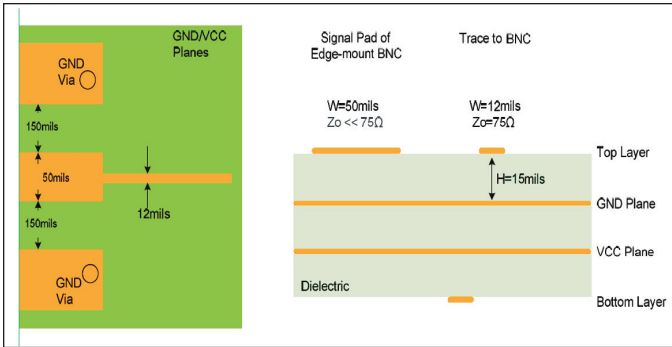 GND/VCC
Planes
GND
Via
150mils
50mils
12mils
150mils
GND
Via
Signal Pad of
Edge-mount BNC
Trace to BNC
W=50mils
Zo << 75Ω
W=12mils
Zo=75Ω
Top Layer
H=15mils
GND Plane
VCC Plane
Dielectric
Bottom Layer